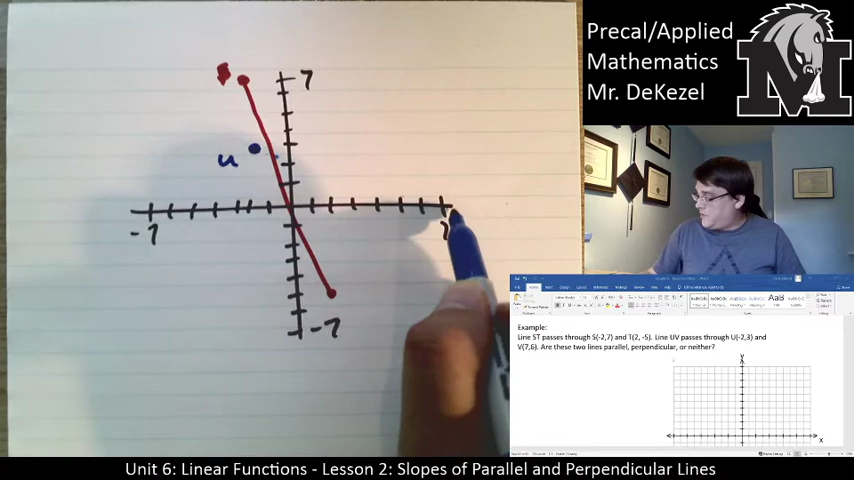 Precal/Applied
Mathematics
Mr. DeKezel
M
7
u
-7
7
-7
Example:
Line ST passes through S(-2,7) and T(2, -5). Line UV passes through U(-2,3) and
V(7,6). Are these two lines parallel, perpendicular, or neither?
Y
X
Unit 6: Linear Functions - Lesson 2: Slopes of Parallel and Perpendicular Lines